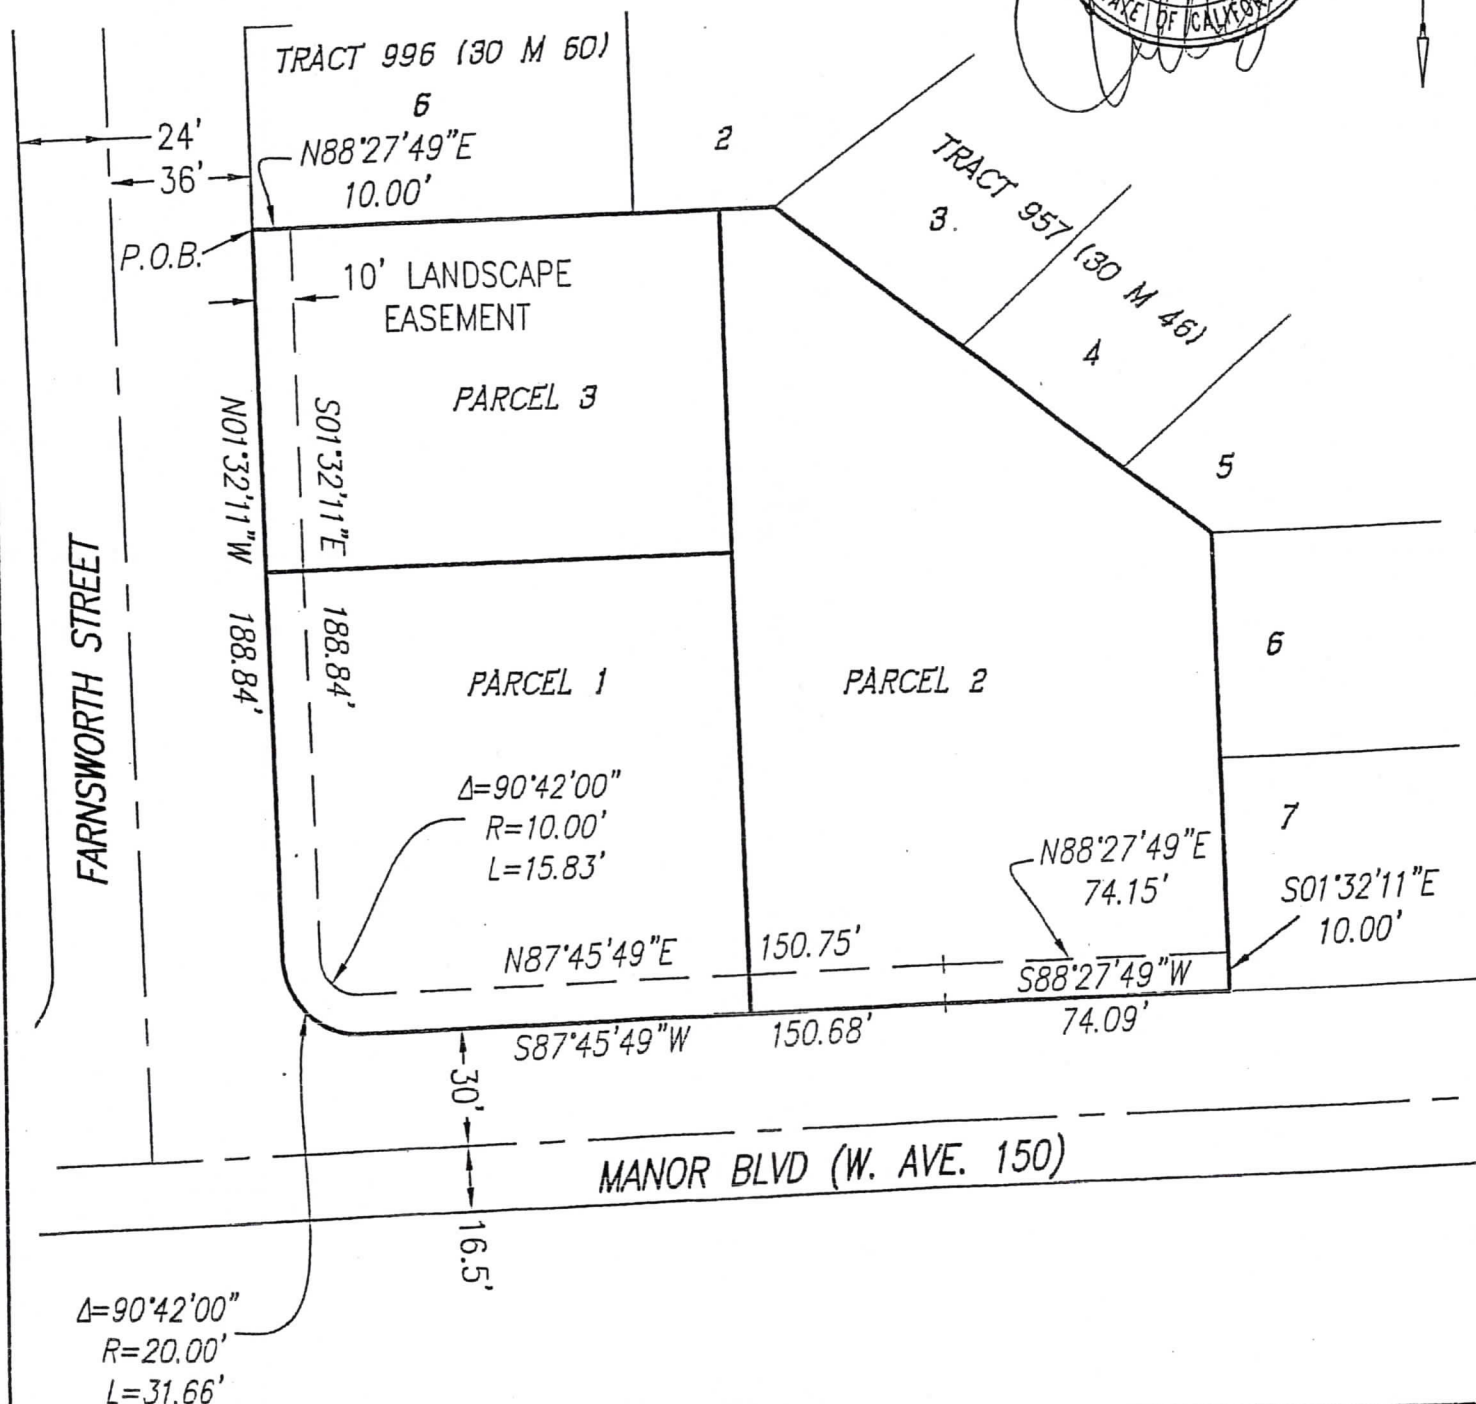 OF CALIFOR
TRACT 996 (30 M 60)
6
24'
N88°27'49"E
36'
10.00'
2
P.O.B.
10' LANDSCAPE
EASEMENT
TRACT 957 (30 M 46)
3
4
5
6
7
PARCEL 3
N01°32'11"W 188.84'
S01°32'11"E 188.84'
FARNSWORTH STREET
PARCEL 1
PARCEL 2
Δ=90°42'00"
R=10.00'
L=15.83'
N88°27'49"E
74.15'
S01°32'11"E
10.00'
N87°45'49"E 150.75'
S88°27'49"W
74.09'
S87°45'49"W 150.68'
30'
MANOR BLVD (W. AVE. 150)
16.5'
Δ=90°42'00"
R=20.00'
L=31.66'